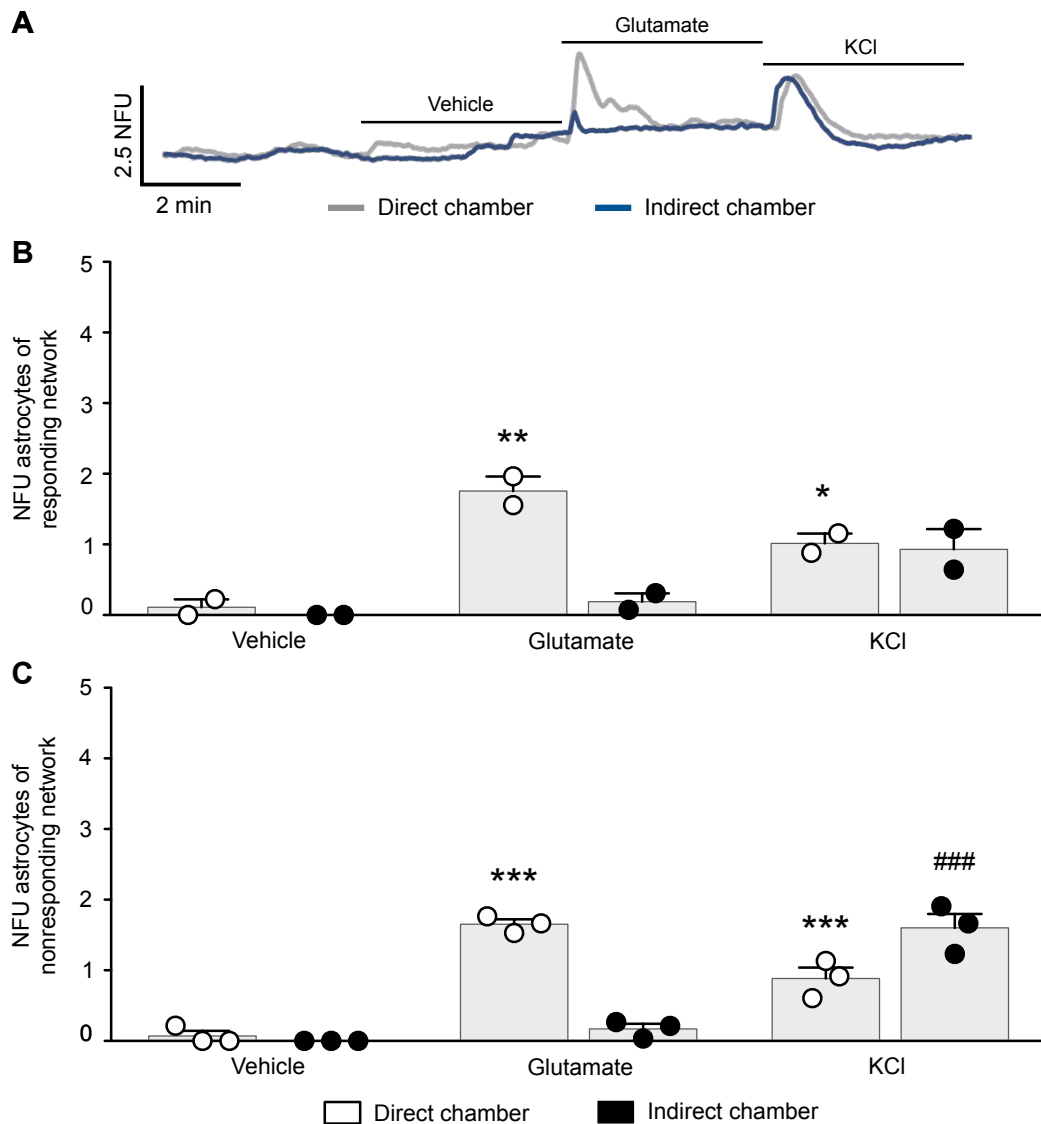 A
Glutamate
KCl
Vehicle
2.5 NFU
2 min
Direct chamber
Indirect chamber
B
NFU astrocytes of
responding network
5
4
3
2
1
0
**
*
Vehicle
Glutamate
KCl
C
NFU astrocytes of
nonresponding network
5
4
3
2
1
0
***
***
###
Vehicle
Glutamate
KCl
Direct chamber
Indirect chamber